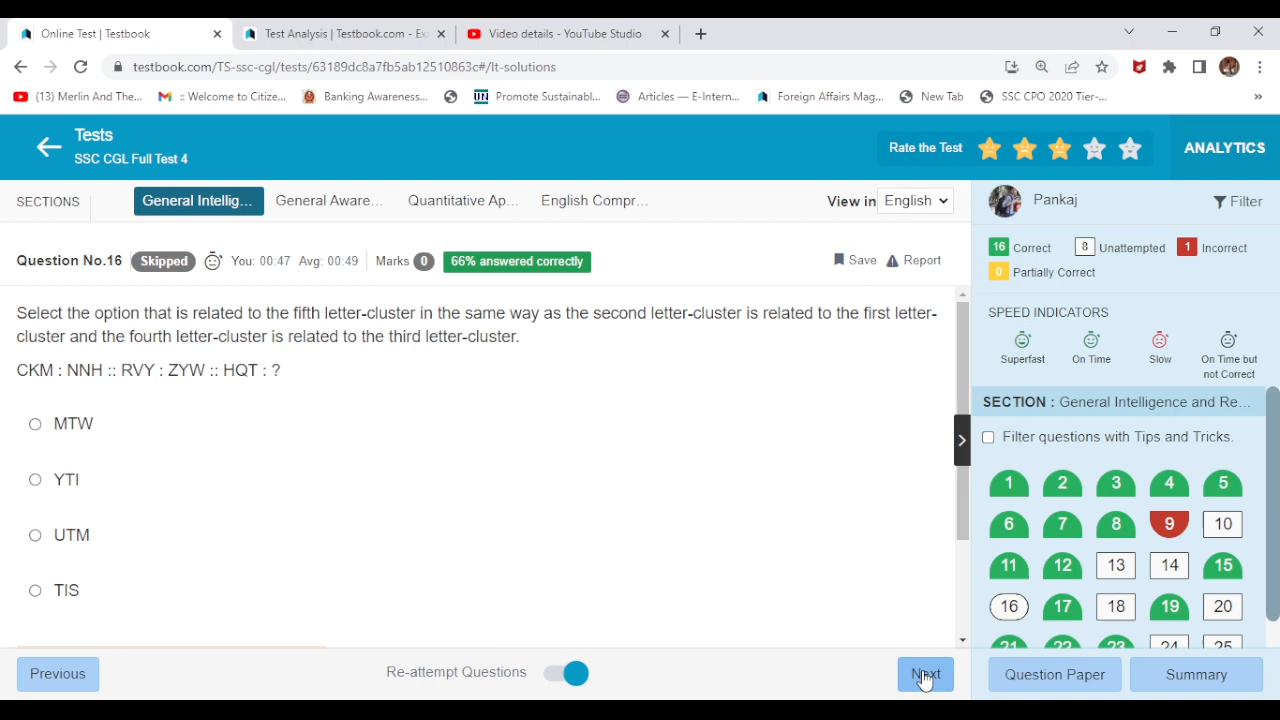 Online Test | Testbook
Test Analysis | Testbook.com - Ex
Video details - YouTube Studio
testbook.com/TS-ssc-cgl/tests/63189dc8a7fb5ab12510863c#/lt-solutions
(13) Merlin And The...
:: Welcome to Citize...
Banking Awareness...
UN
Promote Sustainabl...
Articles — E-Intern...
Foreign Affairs Mag...
New Tab
SSC CPO 2020 Tier-...
»
Tests
SSC CGL Full Test 4
Rate the Test
ANALYTICS
SECTIONS
General Intellig...
General Aware...
Quantitative Ap...
English Compr...
View in English
Pankaj
Filter
16 Correct
8 Unattempted
1 Incorrect
0 Partially Correct
Question No.16 Skipped You: 00:47 Avg: 00:49 Marks 0 66% answered correctly
Save Report
Select the option that is related to the fifth letter-cluster in the same way as the second letter-cluster is related to the first letter-
cluster and the fourth letter-cluster is related to the third letter-cluster.
CKM : NNH :: RVY : ZYW :: HQT : ?
MTW
YTI
UTM
TIS
SPEED INDICATORS
Superfast
On Time
Slow
On Time but
not Correct
SECTION : General Intelligence and Re...
Filter questions with Tips and Tricks.
1 2 3 4 5
6 7 8 9 10
11 12 13 14 15
16 17 18 19 20
21 22 23 24 25
Previous
Re-attempt Questions
Next
Question Paper
Summary